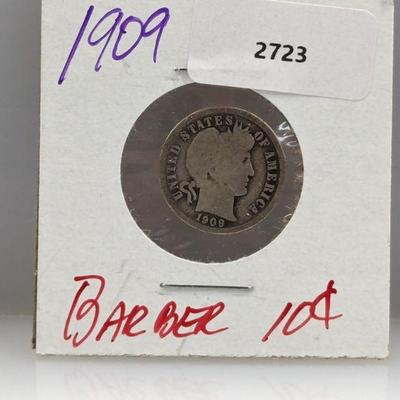 1909
2723
UNITED STATES OF AMERICA.
1909
BARBER 10¢